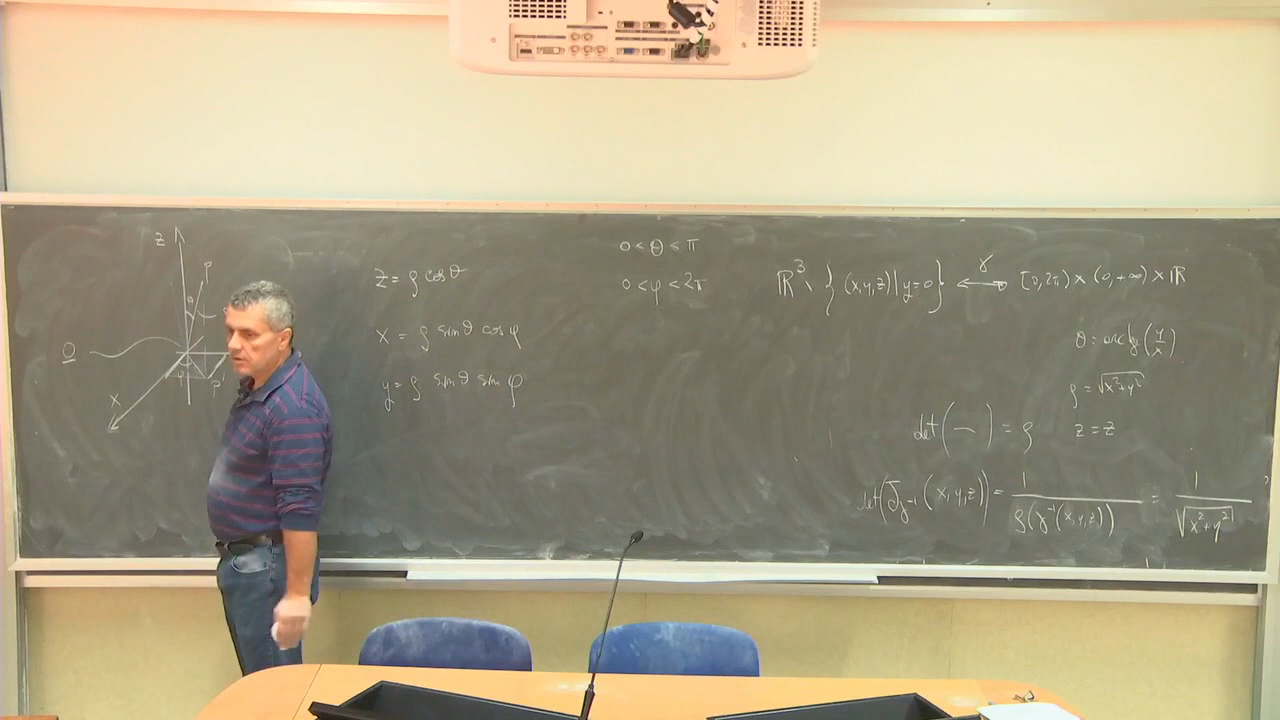 z
P
θ
O
φ
P'
x
z = ρ cos θ
x = ρ sin θ cos φ
y = ρ sin θ sin φ
0 < θ < π
0 < φ < 2π
ℝ³ \ { (x,y,z) | y=0 } ⟷ [0,2π) × (0,+∞) × ℝ
γ
θ = arctg (y/x)
ρ = √(x²+y²)
z = z
det ( — ) = ρ
det (J_γ⁻¹ (x,y,z)) = 1 / ρ(γ⁻¹(x,y,z)) = 1 / √(x²+y²)